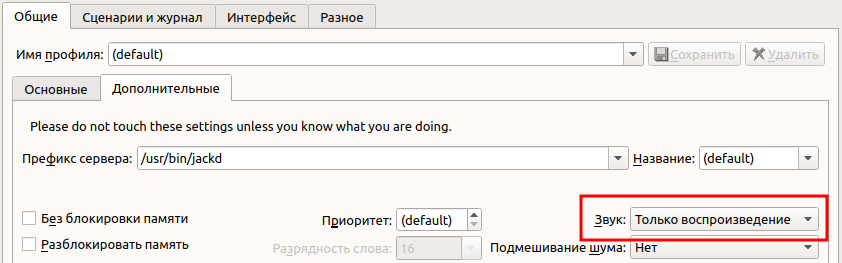 Общие Сценарии и журнал Интерфейс Разное
Имя профиля: (default) Сохранить Удалить
Основные Дополнительные
Please do not touch these settings unless you know what you are doing.
Префикс сервера: /usr/bin/jackd Название: (default)
Без блокировки памяти Приоритет: (default) Звук: Только воспроизведение
Разблокировать память Разрядность слова: 16 Подмешивание шума: Нет